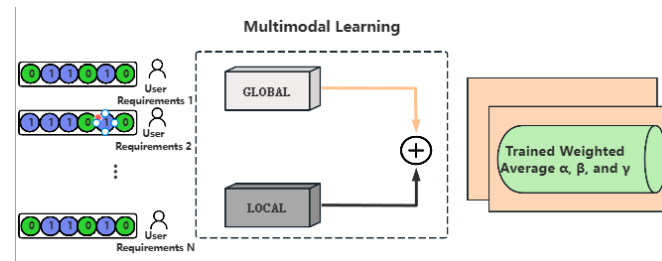 Multimodal Learning
0 1 1 0 1 0
User
Requirements 1
1 1 1 0 1 0
User
Requirements 2
GLOBAL
Trained Weighted
Average α, β, and γ
LOCAL
0 1 1 0 1 0
User
Requirements N